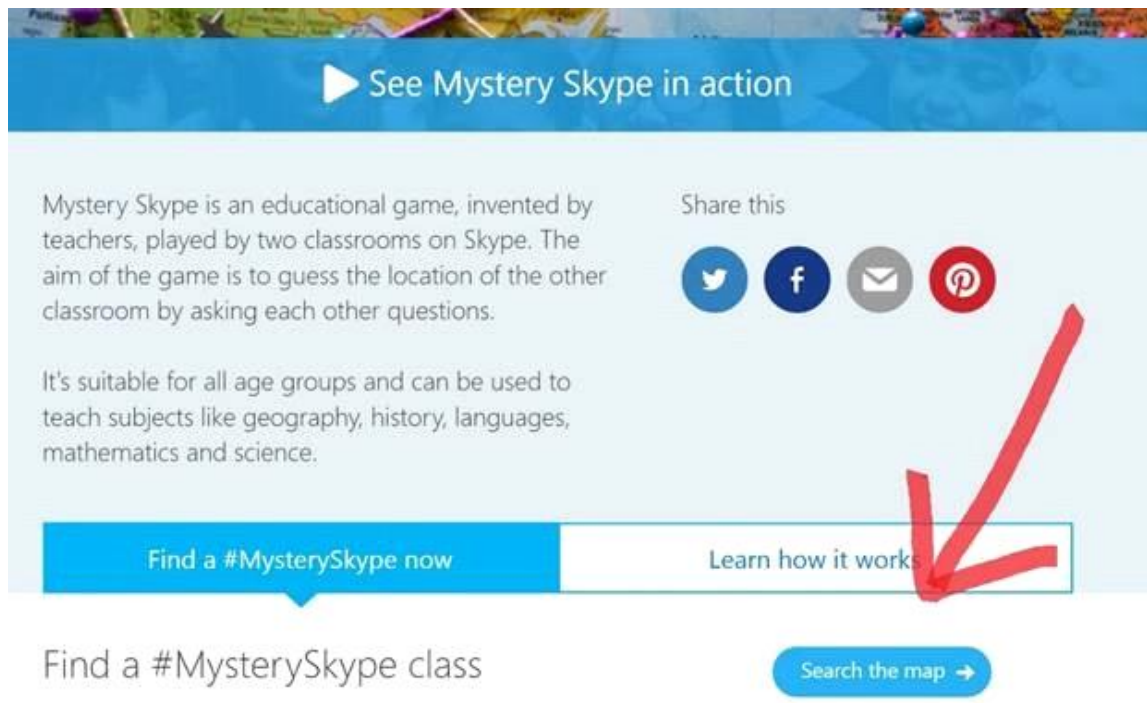 See Mystery Skype in action
Mystery Skype is an educational game, invented by
teachers, played by two classrooms on Skype. The
aim of the game is to guess the location of the other
classroom by asking each other questions.
It's suitable for all age groups and can be used to
teach subjects like geography, history, languages,
mathematics and science.
Share this
Find a #MysterySkype now
Learn how it works
Find a #MysterySkype class
Search the map →